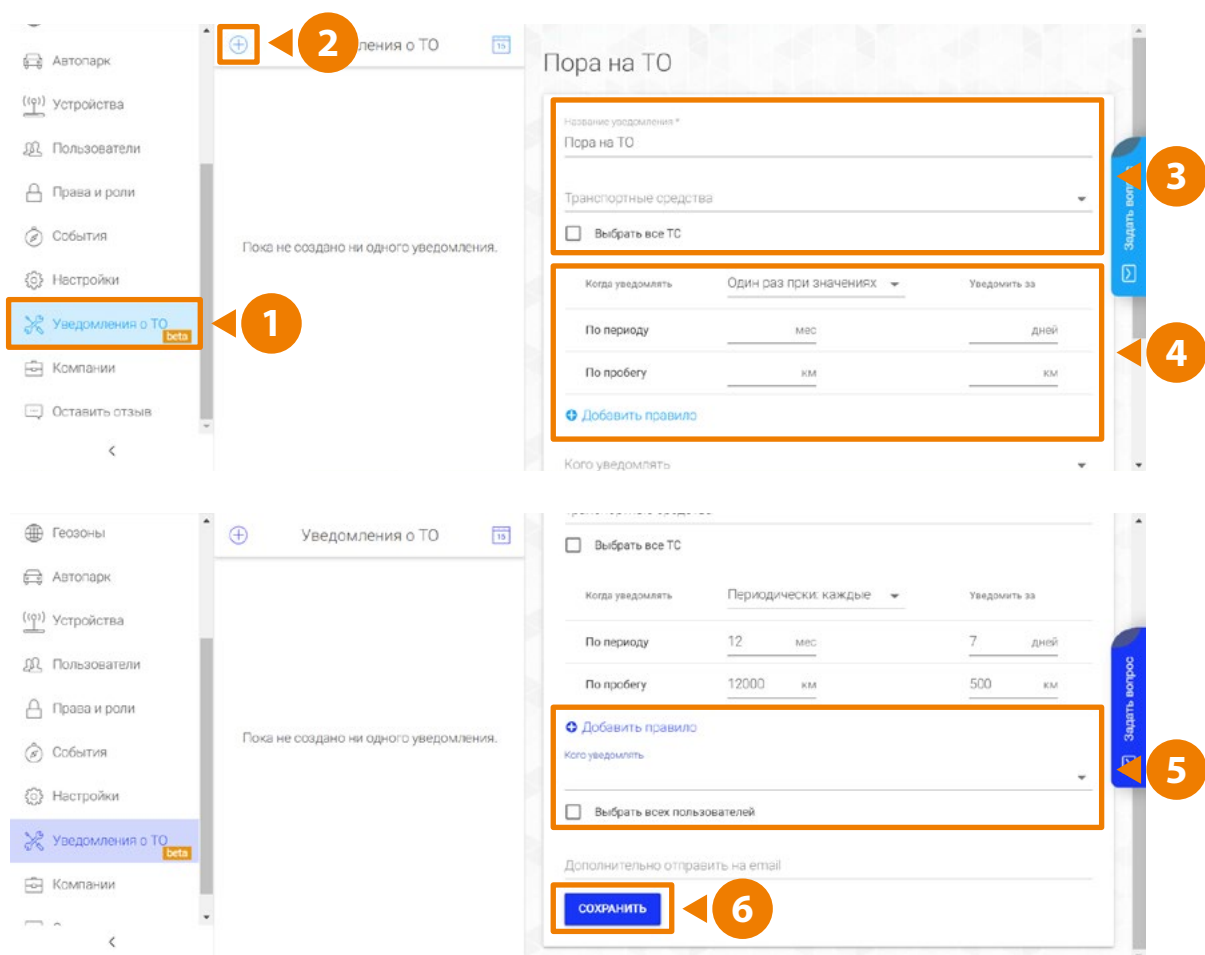 2
ления о ТО
15
Автопарк
Устройства
Пользователи
Права и роли
События
Настройки
Уведомления о ТО
beta
1
Компании
Оставить отзыв
Пока не создано ни одного уведомления.
Пора на ТО
Название уведомления *
Пора на ТО
Транспортные средства
Выбрать все ТС
3
Задать
Когда уведомлять Один раз при значениях Уведомить за
По периоду мес дней
По пробегу км км
Добавить правило
4
Кого уведомлять
Геозоны
Автопарк
Устройства
Пользователи
Права и роли
События
Настройки
Уведомления о ТО
beta
Компании
Уведомления о ТО
15
Пока не создано ни одного уведомления.
Выбрать все ТС
Когда уведомлять Периодически: каждые Уведомить за
По периоду 12 мес 7 дней
По пробегу 12000 км 500 км
Добавить правило
Кого уведомлять
Выбрать всех пользователей
5
Задать вопрос
Дополнительно отправить на email
СОХРАНИТЬ
6